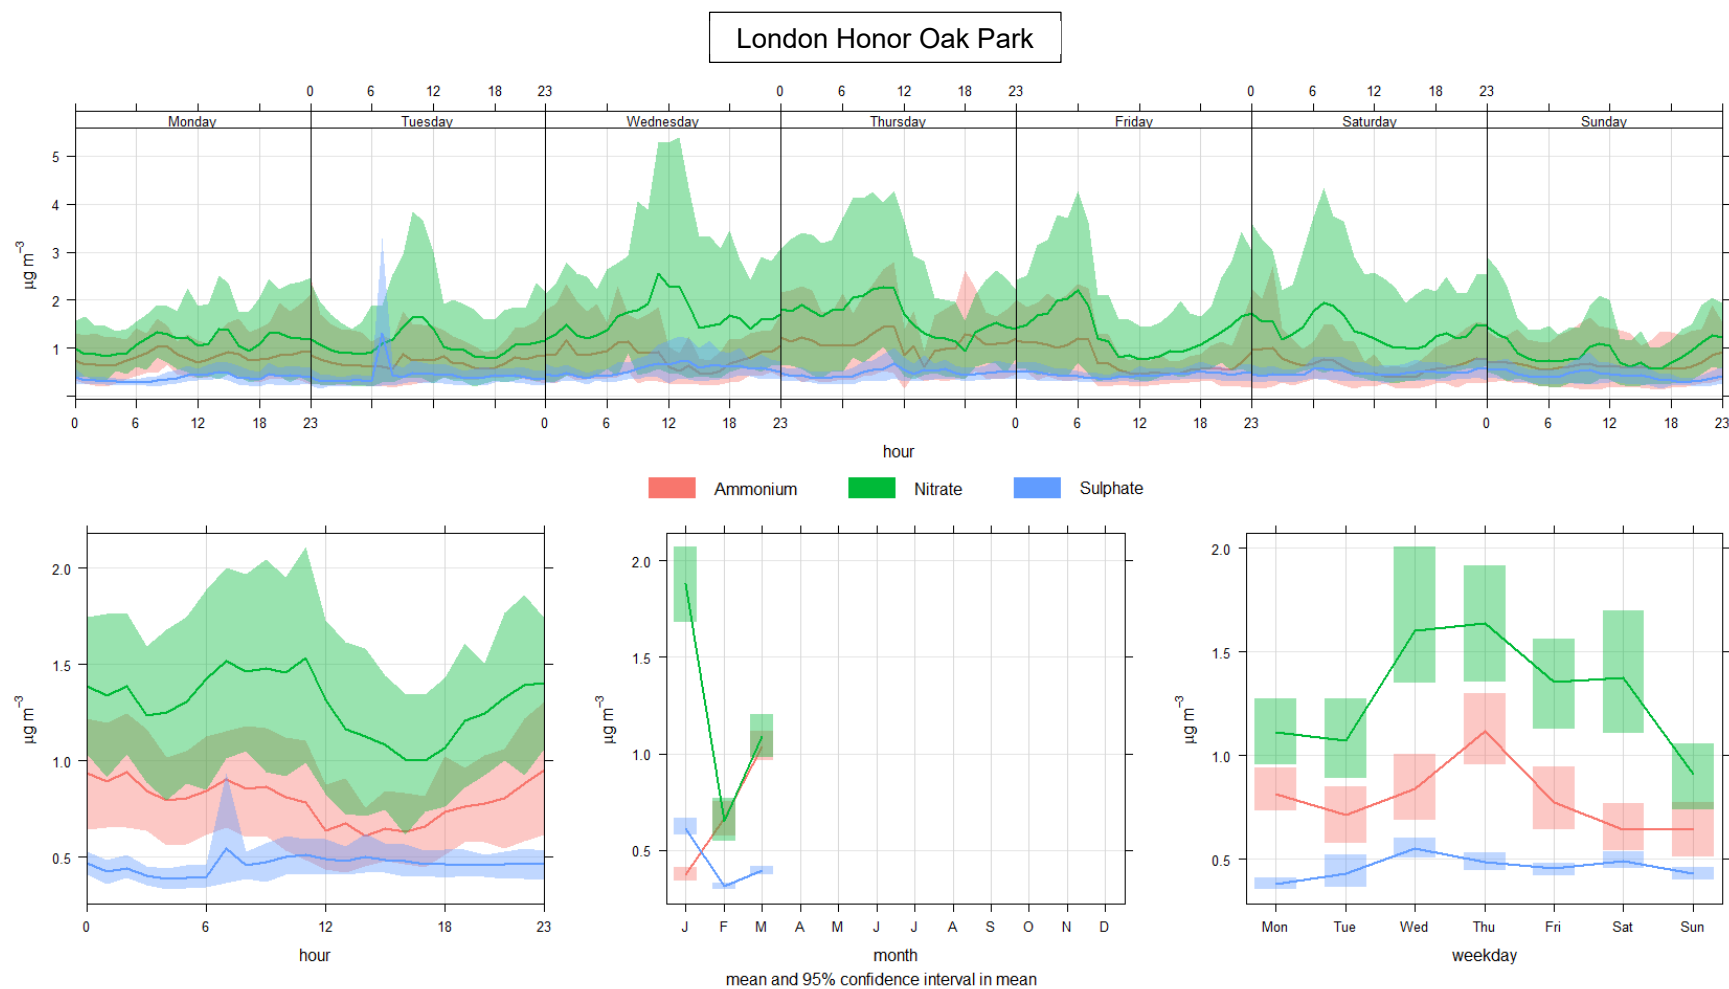 London Honor Oak Park
0 6 12 18 23 0 6 12 18 23 0 6 12 18 23
Monday Tuesday Wednesday Thursday Friday Saturday Sunday
5
4
3
2
1
µg m⁻³
0 6 12 18 23 0 6 12 18 23 0 6 12 18 23 0 6 12 18 23
hour
Ammonium Nitrate Sulphate
2.0
1.5
1.0
0.5
µg m⁻³
0 6 12 18 23
hour
2.0
1.5
1.0
0.5
µg m⁻³
J F M A M J J A S O N D
month
2.0
1.5
1.0
0.5
µg m⁻³
Mon Tue Wed Thu Fri Sat Sun
weekday
mean and 95% confidence interval in mean